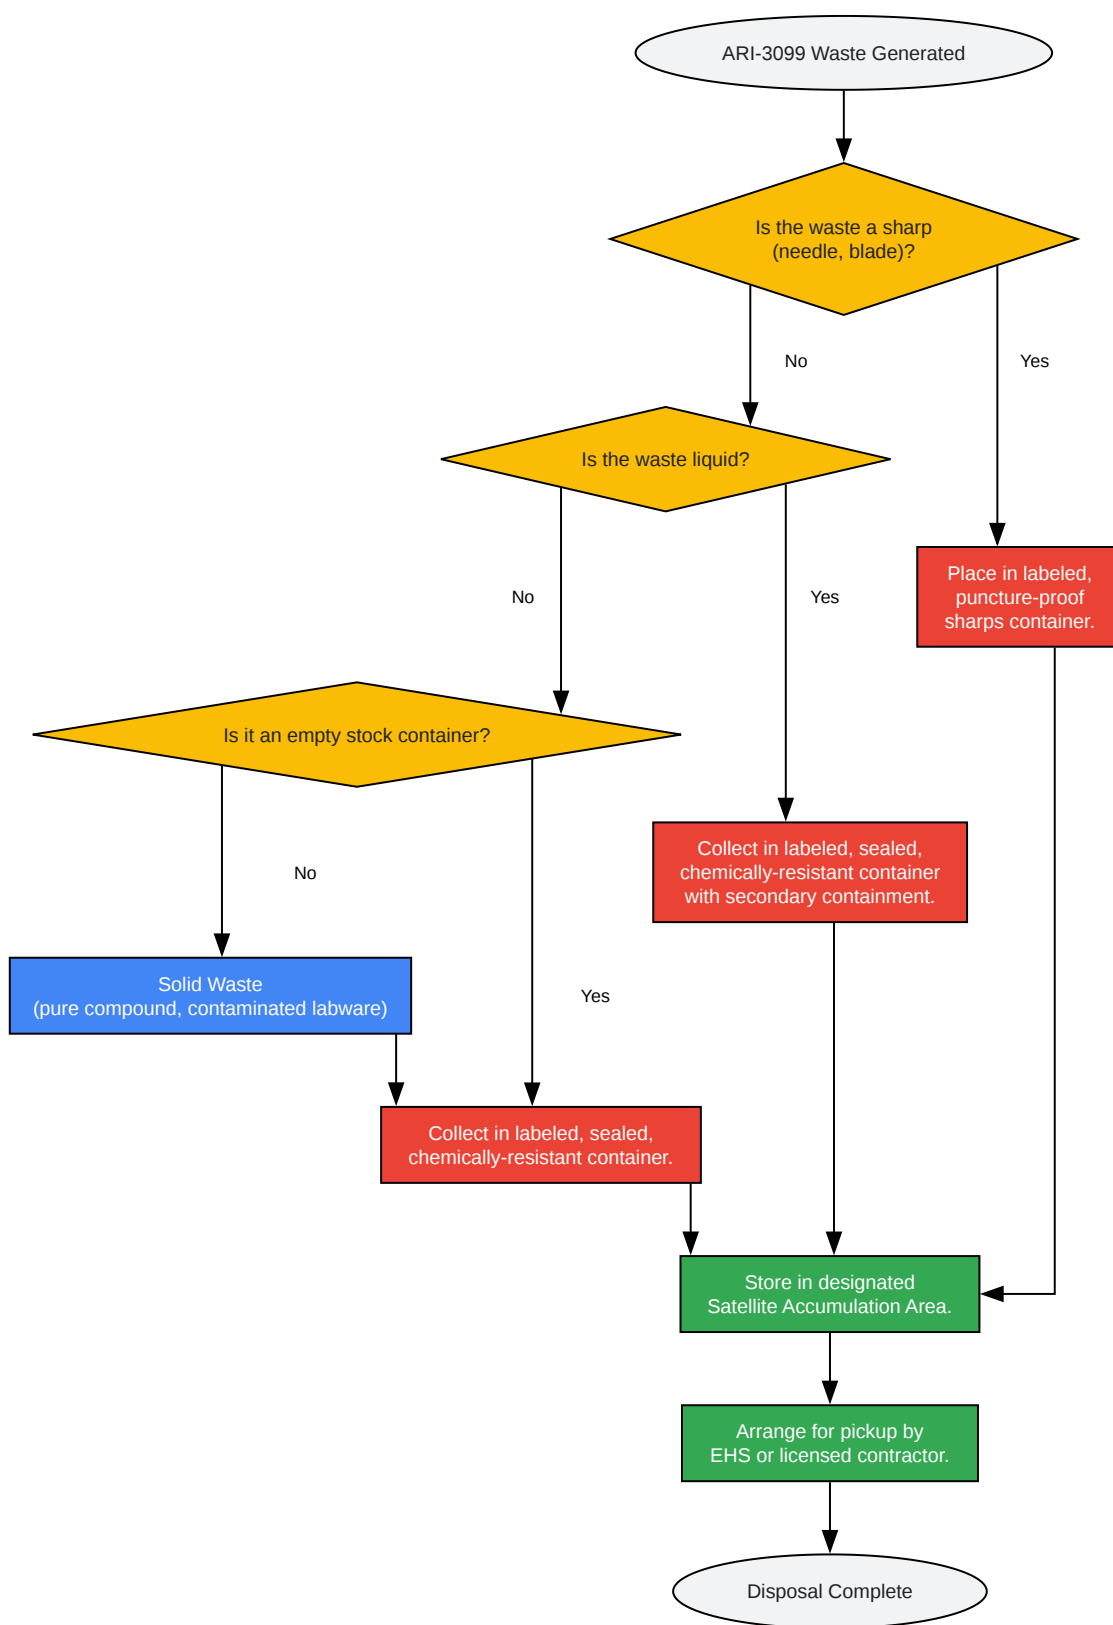 ARI-3099 Waste Generated
Is the waste a sharp
(needle, blade)?
No
Yes
Is the waste liquid?
No
Yes
Place in labeled,
puncture-proof
sharps container.
Is it an empty stock container?
No
Yes
Collect in labeled, sealed,
chemically-resistant container
with secondary containment.
Solid Waste
(pure compound, contaminated labware)
Collect in labeled, sealed,
chemically-resistant container.
Store in designated
Satellite Accumulation Area.
Arrange for pickup by
EHS or licensed contractor.
Disposal Complete